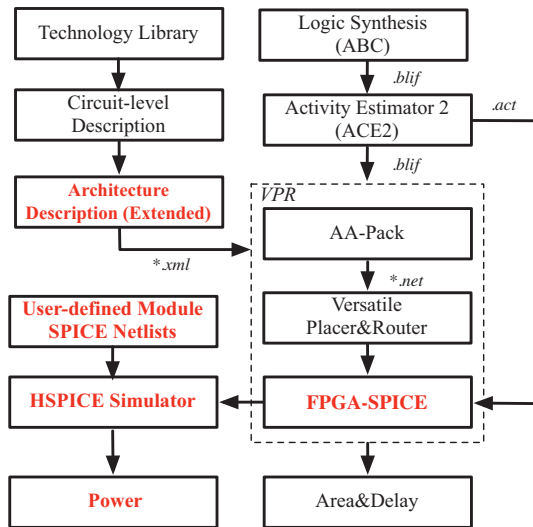 Technology Library
Circuit-level
Description
Architecture
Description (Extended)
*.xml
User-defined Module
SPICE Netlists
HSPICE Simulator
Power
Logic Synthesis
(ABC)
.blif
Activity Estimator 2
(ACE2)
.act
.blif
VPR
AA-Pack
*.net
Versatile
Placer&Router
FPGA-SPICE
Area&Delay